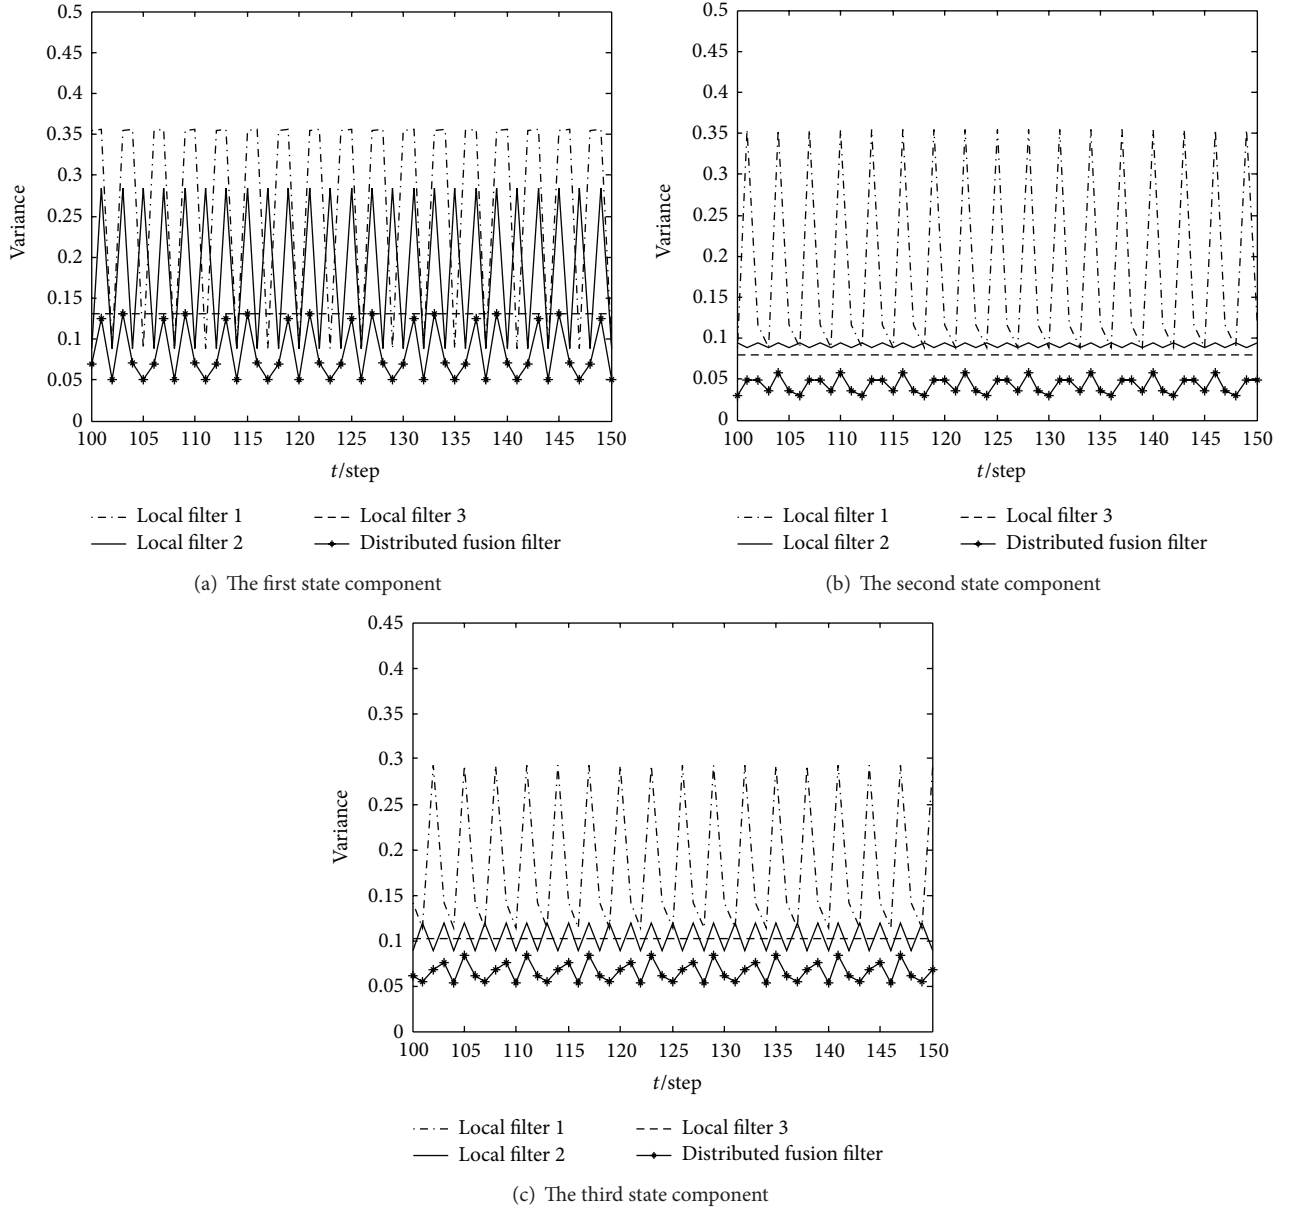 0.5
0.45
0.4
0.35
0.3
0.25
0.2
0.15
0.1
0.05
0
Variance
100 105 110 115 120 125 130 135 140 145 150
t/step
Local filter 1
Local filter 2
Local filter 3
Distributed fusion filter
(a) The first state component
0.5
0.45
0.4
0.35
0.3
0.25
0.2
0.15
0.1
0.05
0
Variance
100 105 110 115 120 125 130 135 140 145 150
t/step
Local filter 1
Local filter 2
Local filter 3
Distributed fusion filter
(b) The second state component
0.45
0.4
0.35
0.3
0.25
0.2
0.15
0.1
0.05
0
Variance
100 105 110 115 120 125 130 135 140 145 150
t/step
Local filter 1
Local filter 2
Local filter 3
Distributed fusion filter
(c) The third state component